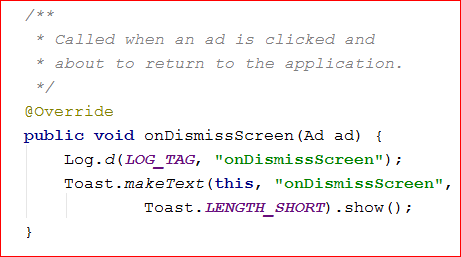 /**
 * Called when an ad is clicked and
 * about to return to the application.
 */
@Override
public void onDismissScreen(Ad ad) {
    Log.d(LOG_TAG, "onDismissScreen");
    Toast.makeText(this, "onDismissScreen",
            Toast.LENGTH_SHORT).show();
}